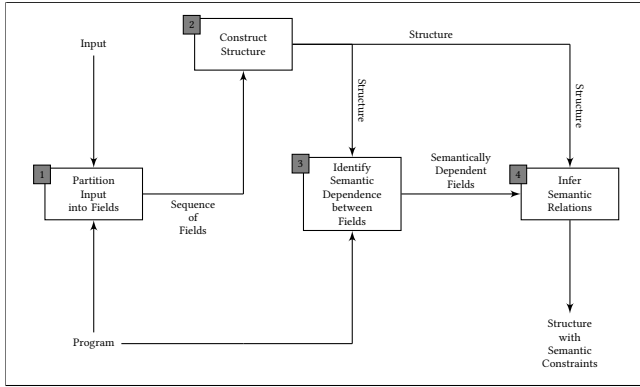 2
Construct
Structure
Structure
Input
Structure
Structure
1
Partition
Input
into Fields
Sequence
of
Fields
3
Identify
Semantic
Dependence
between
Fields
Semantically
Dependent
Fields
4
Infer
Semantic
Relations
Program
Structure
with
Semantic
Constraints